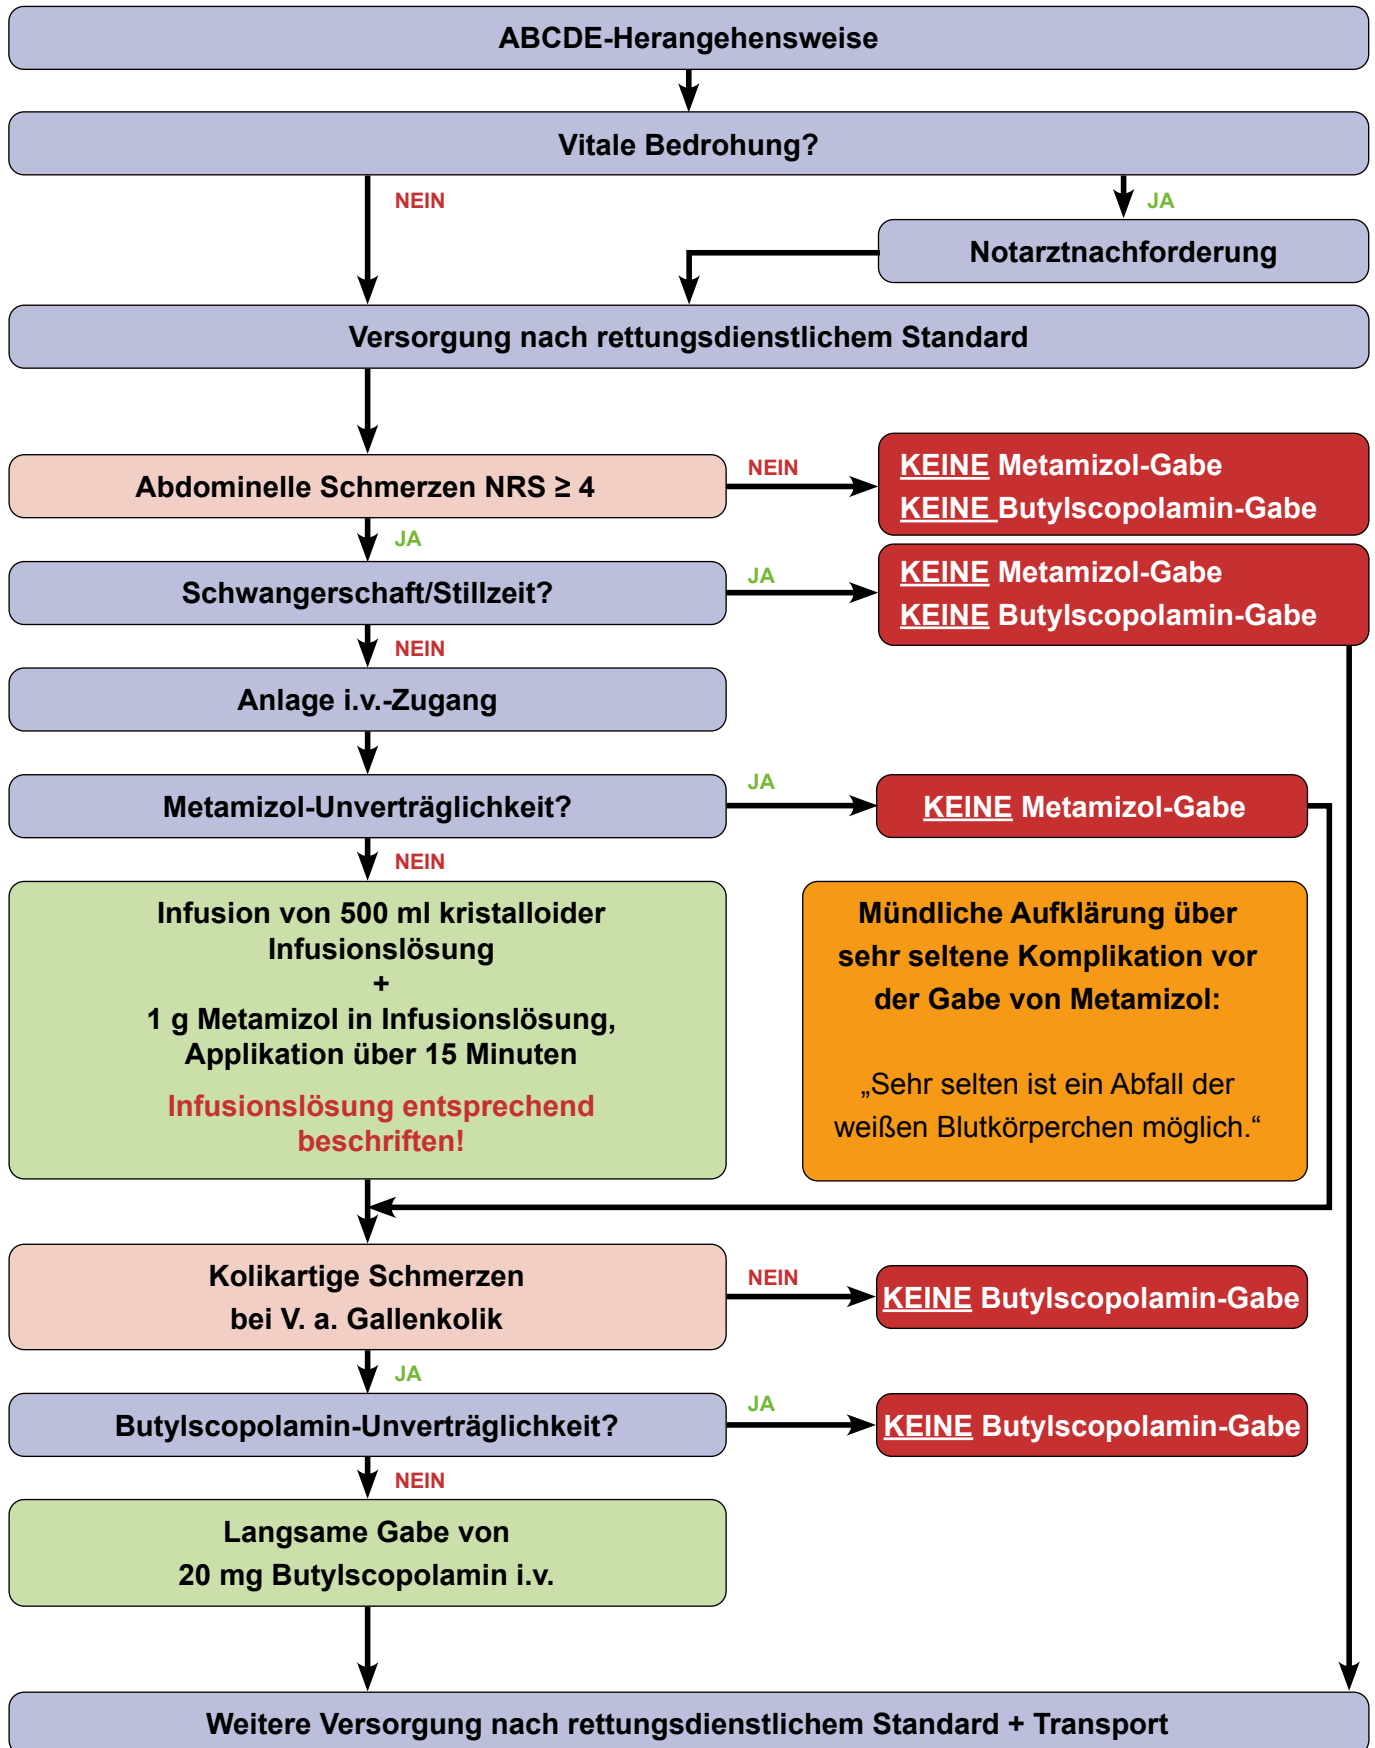 ABCDE-Herangehensweise
Vitale Bedrohung?
NEIN
JA
Notarztnachforderung
Versorgung nach rettungsdienstlichem Standard
Abdominelle Schmerzen NRS ≥ 4
NEIN
KEINE Metamizol-Gabe
KEINE Butylscopolamin-Gabe
JA
Schwangerschaft/Stillzeit?
JA
KEINE Metamizol-Gabe
KEINE Butylscopolamin-Gabe
NEIN
Anlage i.v.-Zugang
Metamizol-Unverträglichkeit?
JA
KEINE Metamizol-Gabe
NEIN
Infusion von 500 ml kristalloider
Infusionslösung
+
1 g Metamizol in Infusionslösung,
Applikation über 15 Minuten
Infusionslösung entsprechend
beschriften!
Mündliche Aufklärung über
sehr seltene Komplikation vor
der Gabe von Metamizol:
„Sehr selten ist ein Abfall der
weißen Blutkörperchen möglich.“
Kolikartige Schmerzen
bei V. a. Gallenkolik
NEIN
KEINE Butylscopolamin-Gabe
JA
Butylscopolamin-Unverträglichkeit?
JA
KEINE Butylscopolamin-Gabe
NEIN
Langsame Gabe von
20 mg Butylscopolamin i.v.
Weitere Versorgung nach rettungsdienstlichem Standard + Transport